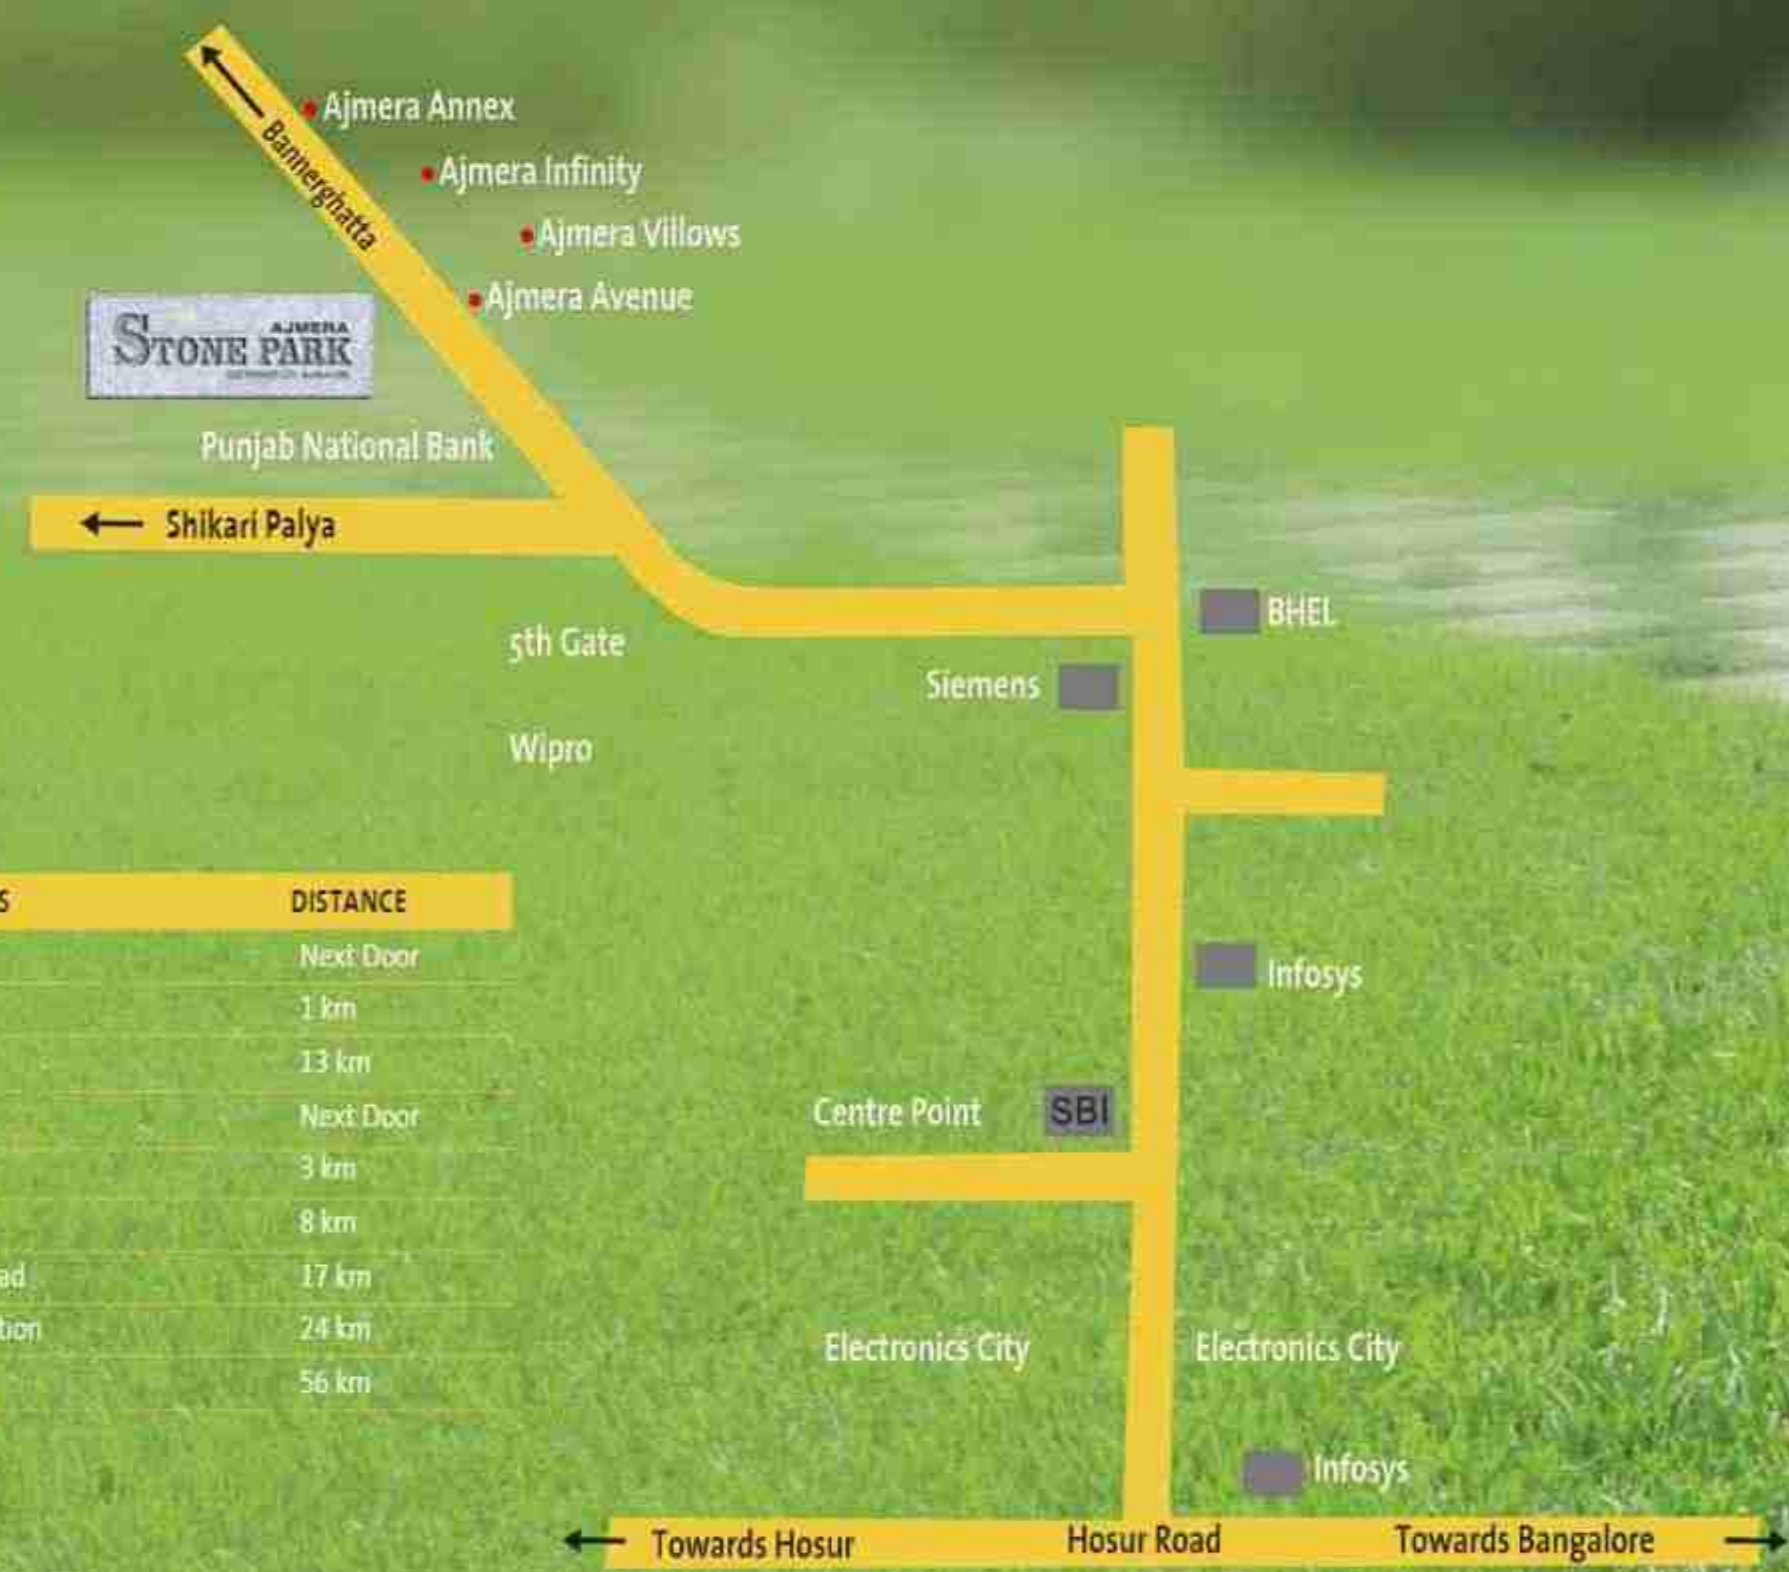 Ajmera Annex
Bannerghatta
Ajmera Infinity
Ajmera Villows
Ajmera Avenue
AJMERA
STONE PARK
Punjab National Bank
Shikari Palya
BHEL
5th Gate
Siemens
Wipro
S DISTANCE
Next Door
1 km
13 km
Next Door
3 km
8 km
ad 17 km
tion 24 km
56 km
Infosys
Centre Point SBI
Electronics City Electronics City
Infosys
Towards Hosur Hosur Road Towards Bangalore